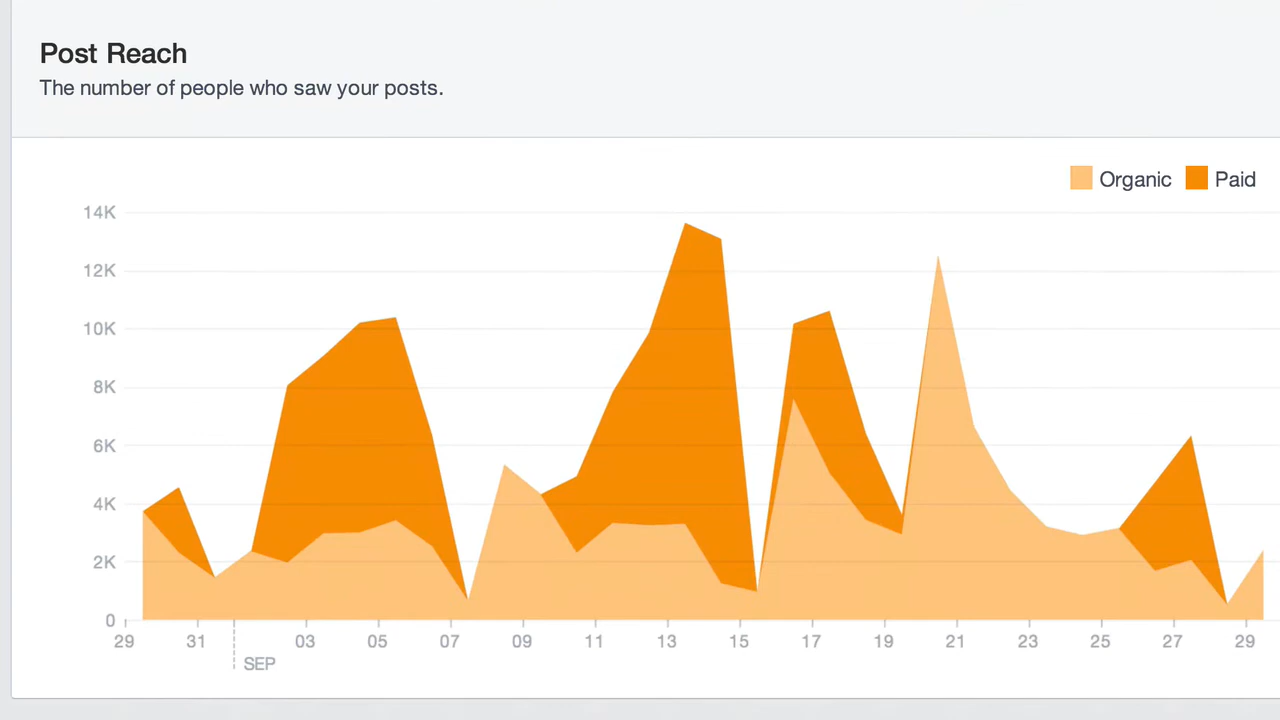 Post Reach
The number of people who saw your posts.
Organic Paid
14K
12K
10K
8K
6K
4K
2K
0
29 31 03 05 07 09 11 13 15 17 19 21 23 25 27 29
SEP